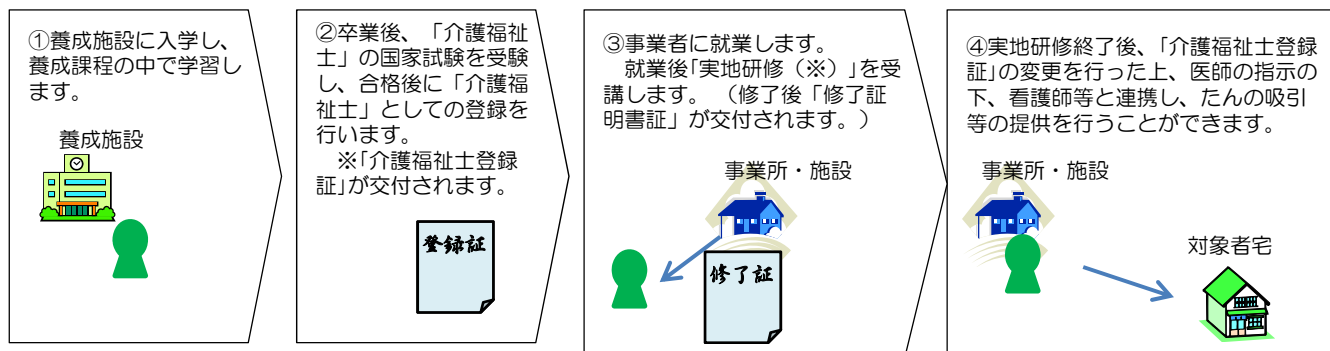 ①養成施設に入学し、
養成課程の中で学習し
ます。
養成施設
②卒業後、「介護福祉
士」の国家試験を受験
し、合格後に「介護福
祉士」としての登録を
行います。
※「介護福祉士登録
証」が交付されます。
登録証
③事業者に就業します。
就業後「実地研修（※）」を受
講します。（修了後「修了証
明書証」が交付されます。）
事業所・施設
修了証
④実地研修終了後、「介護福祉士登録
証」の変更を行った上、医師の指示の
下、看護師等と連携し、たんの吸引
等の提供を行うことができます。
事業所・施設
対象者宅